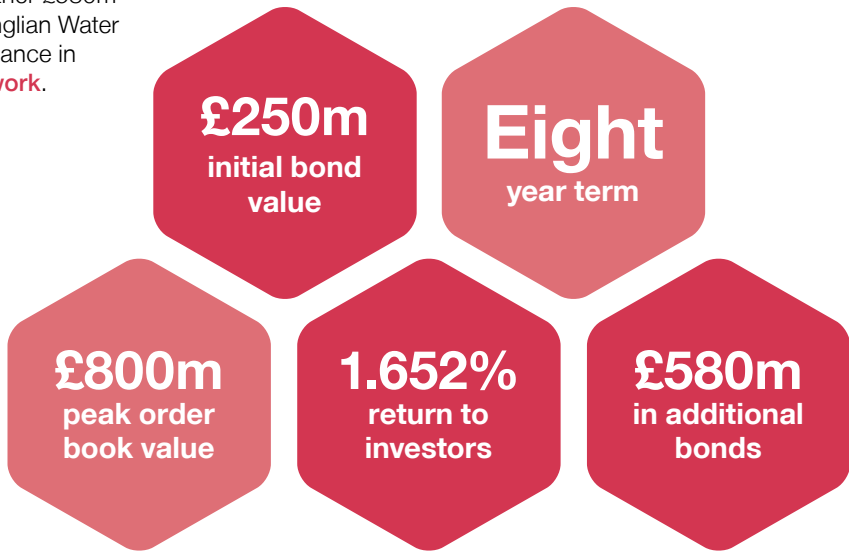 nglian Water
ance in
work.
£250m
initial bond
value
Eight
year term
£800m
peak order
book value
1.652%
return to
investors
£580m
in additional
bonds